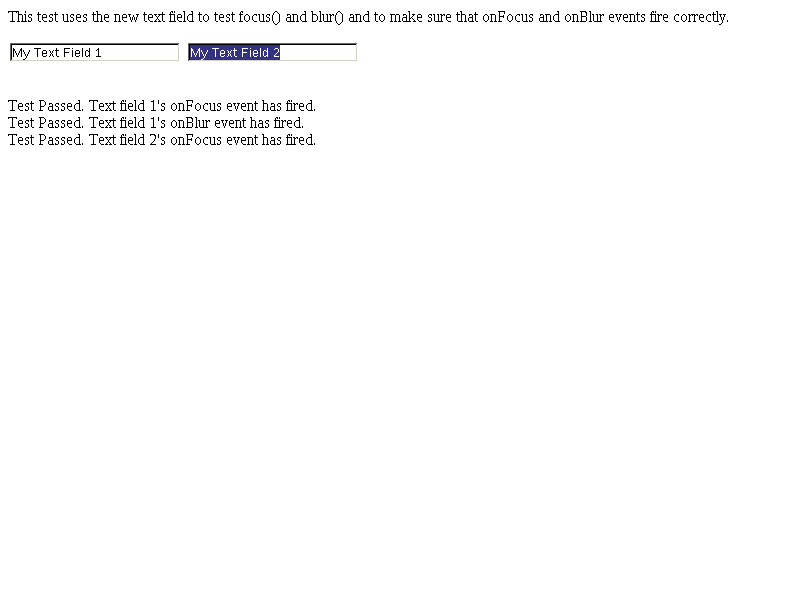 This test uses the new text field to test focus() and blur() and to make sure that onFocus and onBlur events fire correctly.
My Text Field 1 My Text Field 2
Test Passed. Text field 1's onFocus event has fired.
Test Passed. Text field 1's onBlur event has fired.
Test Passed. Text field 2's onFocus event has fired.